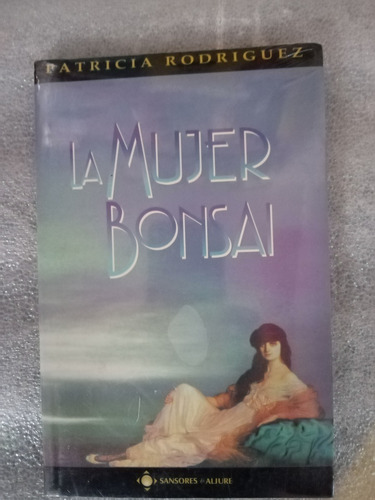 PATRICIA RODRIGUEZ
LA MUJER
BONSAI
SANSORES & ALJURE